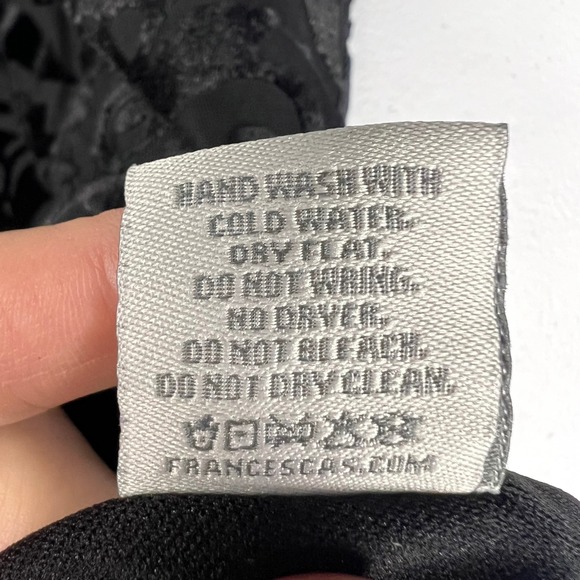 HAND WASH WITH
COLD WATER.
DRY FLAT.
DO NOT WRING.
NO DRYER.
DO NOT BLEACH.
DO NOT DRY CLEAN.
FRANCESCAS.COM